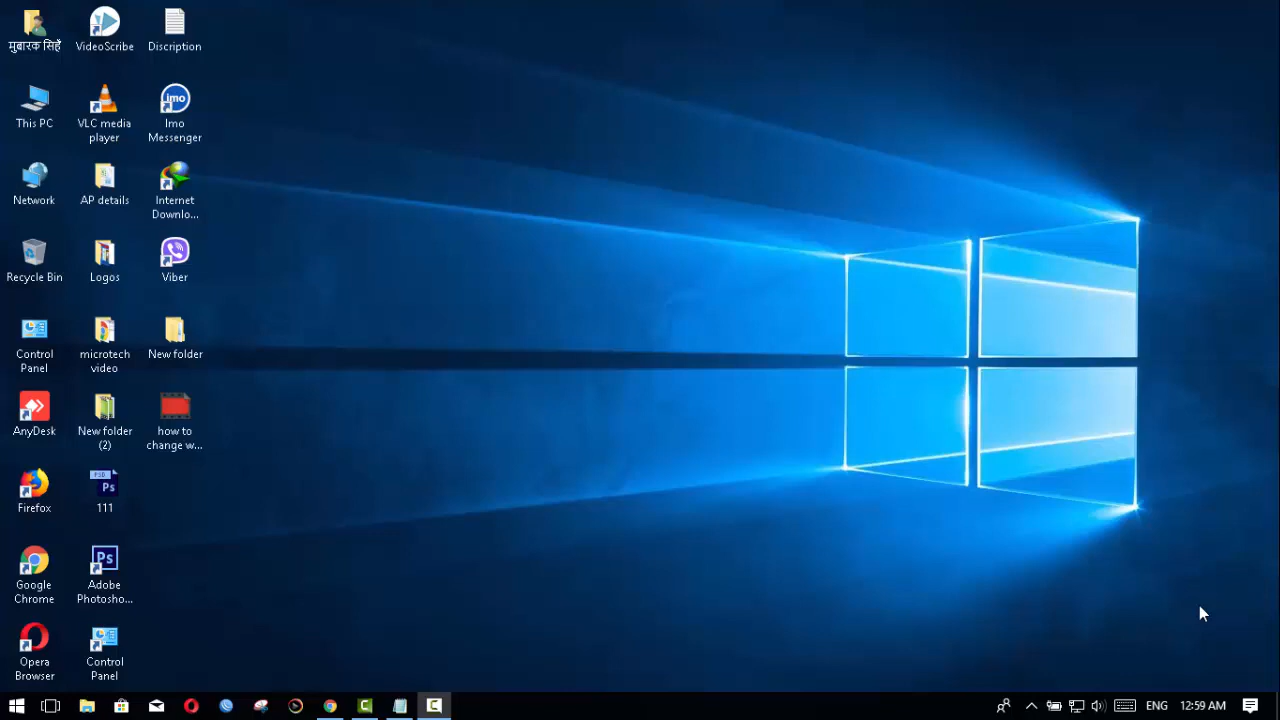 मुबारक सिहँ
VideoScribe
Discription
This PC
VLC media
player
imo
Imo
Messenger
Network
AP details
Internet
Downlo...
Recycle Bin
Logos
Viber
Control
Panel
microtech
video
New folder
AnyDesk
New folder
(2)
how to
change w...
Firefox
PSD
Ps
111
Google
Chrome
Ps
Adobe
Photosho...
Opera
Browser
Control
Panel
ENG
12:59 AM